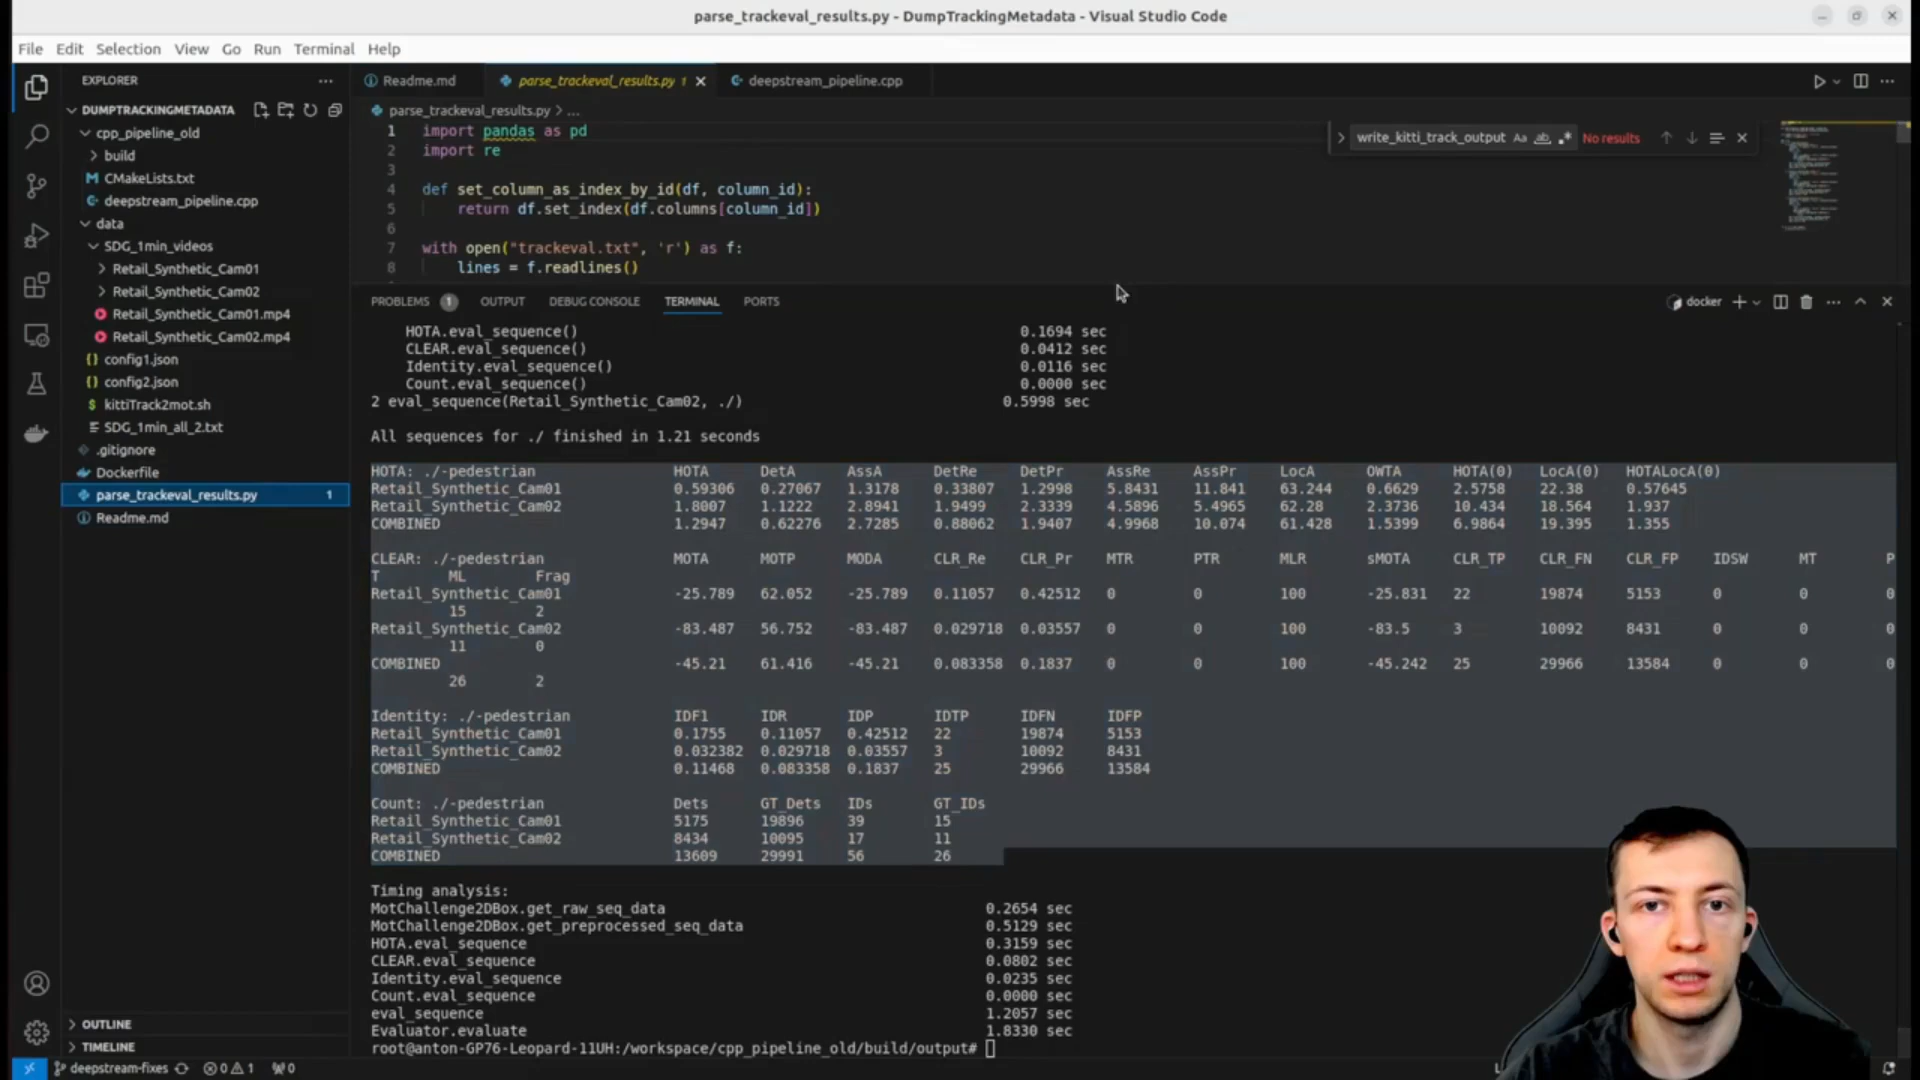 parse_trackeval_results.py - DumpTrackingMetadata - Visual Studio Code
File Edit Selection View Go Run Terminal Help
EXPLORER
DUMPTRACKINGMETADATA
cpp_pipeline_old
build
CMakeLists.txt
deepstream_pipeline.cpp
data
SDG_1min_videos
Retail_Synthetic_Cam01
Retail_Synthetic_Cam02
Retail_Synthetic_Cam01.mp4
Retail_Synthetic_Cam02.mp4
config1.json
config2.json
kittiTrack2mot.sh
SDG_1min_all_2.txt
.gitignore
Dockerfile
parse_trackeval_results.py 1
Readme.md
OUTLINE
TIMELINE
Readme.md parse_trackeval_results.py 1 deepstream_pipeline.cpp
parse_trackeval_results.py > ...
write_kitti_track_output Aa ab No results
1 import pandas as pd
2 import re
3
4 def set_column_as_index_by_id(df, column_id):
5 return df.set_index(df.columns[column_id])
6
7 with open("trackeval.txt", 'r') as f:
8 lines = f.readlines()
PROBLEMS 1 OUTPUT DEBUG CONSOLE TERMINAL PORTS docker
HOTA.eval_sequence() 0.1694 sec
CLEAR.eval_sequence() 0.0412 sec
Identity.eval_sequence() 0.0116 sec
Count.eval_sequence() 0.0000 sec
2 eval_sequence(Retail_Synthetic_Cam02, ./) 0.5998 sec
All sequences for ./ finished in 1.21 seconds
HOTA: ./-pedestrian HOTA DetA AssA DetRe DetPr AssRe AssPr LocA OWTA HOTA(0) LocA(0) HOTALocA(0)
Retail_Synthetic_Cam01 0.59306 0.27067 1.3178 0.33807 1.2998 5.8431 11.841 63.244 0.6629 2.5758 22.38 0.57645
Retail_Synthetic_Cam02 1.8007 1.1222 2.8941 1.9499 2.3339 4.5896 5.4965 62.28 2.3736 10.434 18.564 1.937
COMBINED 1.2947 0.62276 2.7285 0.88062 1.9407 4.9968 10.074 61.428 1.5399 6.9864 19.395 1.355
CLEAR: ./-pedestrian MOTA MOTP MODA CLR_Re CLR_Pr MTR PTR MLR sMOTA CLR_TP CLR_FN CLR_FP IDSW MT P
T ML Frag
Retail_Synthetic_Cam01 -25.789 62.052 -25.789 0.11057 0.42512 0 0 100 -25.831 22 19874 5153 0 0 0
15 2
Retail_Synthetic_Cam02 -83.487 56.752 -83.487 0.029718 0.03557 0 0 100 -83.5 3 10092 8431 0 0 0
11 0
COMBINED -45.21 61.416 -45.21 0.083358 0.1837 0 0 100 -45.242 25 29966 13584 0 0 0
26 2
Identity: ./-pedestrian IDF1 IDR IDP IDTP IDFN IDFP
Retail_Synthetic_Cam01 0.1755 0.11057 0.42512 22 19874 5153
Retail_Synthetic_Cam02 0.032382 0.029718 0.03557 3 10092 8431
COMBINED 0.11468 0.083358 0.1837 25 29966 13584
Count: ./-pedestrian Dets GT_Dets IDs GT_IDs
Retail_Synthetic_Cam01 5175 19896 39 15
Retail_Synthetic_Cam02 8434 10095 17 11
COMBINED 13609 29991 56 26
Timing analysis:
MotChallenge2DBox.get_raw_seq_data 0.2654 sec
MotChallenge2DBox.get_preprocessed_seq_data 0.5129 sec
HOTA.eval_sequence 0.3159 sec
CLEAR.eval_sequence 0.0802 sec
Identity.eval_sequence 0.0235 sec
Count.eval_sequence 0.0000 sec
eval_sequence 1.2057 sec
Evaluator.evaluate 1.8330 sec
root@anton-GP76-Leopard-11UH:/workspace/cpp_pipeline_old/build/output#
deepstream-fixes 0 1 0